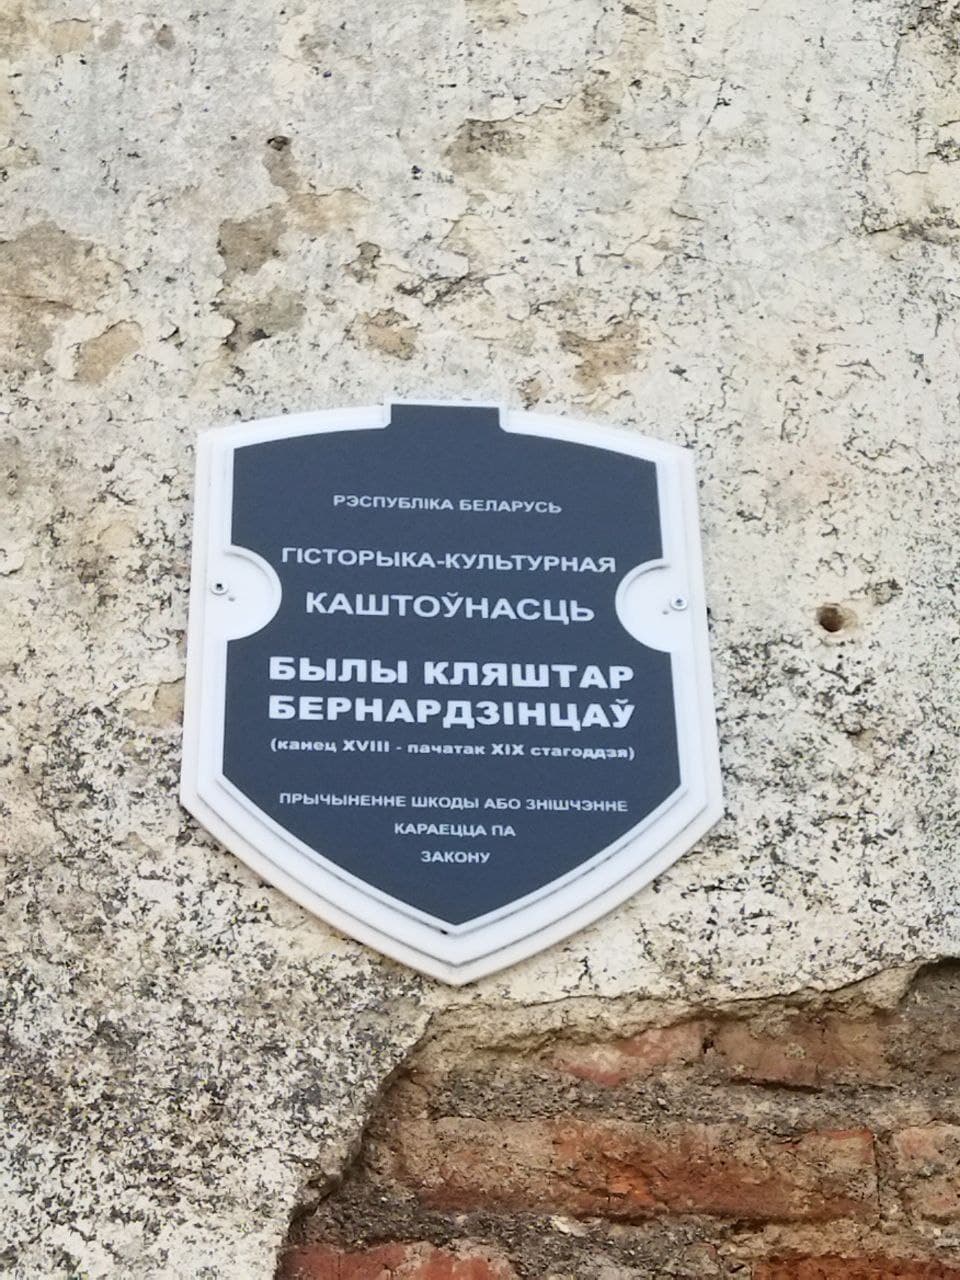 РЭСПУБЛІКА БЕЛАРУСЬ
ГІСТОРЫКА-КУЛЬТУРНАЯ
КАШТОЎНАСЦЬ
БЫЛЫ КЛЯШТАР
БЕРНАРДЗІНЦАЎ
(канец XVIII - пачатак XIX стагоддзя)
ПРЫЧЫНЕННЕ ШКОДЫ АБО ЗНІШЧЭННЕ
КАРАЕЦЦА ПА
ЗАКОНУ